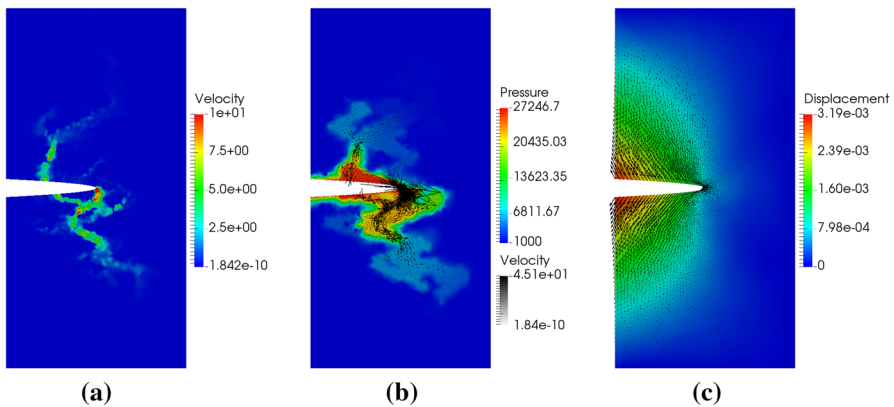 Velocity
1e+01
7.5+00
5.0e+00
2.5e+00
1.842e-10
(a)
Pressure
27246.7
20435.03
13623.35
6811.67
1000
Velocity
4.51e+01
1.84e-10
(b)
Displacement
3.19e-03
2.39e-03
1.60e-03
7.98e-04
0
(c)